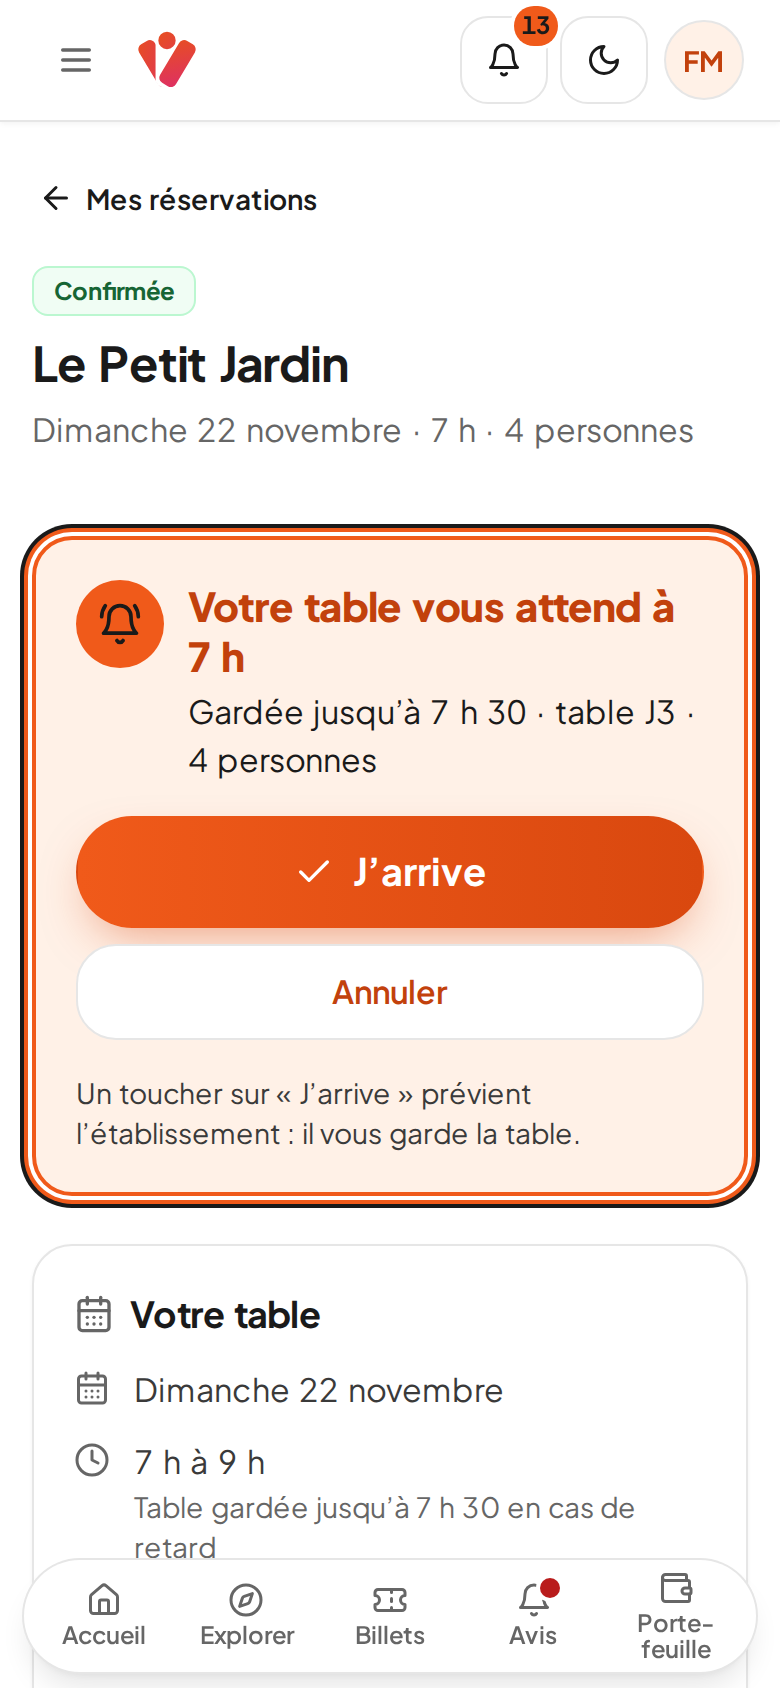 13
FM
Mes réservations
Confirmée
Le Petit Jardin
Dimanche 22 novembre · 7 h · 4 personnes
Votre table vous attend à
7 h
Gardée jusqu’à 7 h 30 · table J3 ·
4 personnes
J’arrive
Annuler
Un toucher sur « J’arrive » prévient
l’établissement : il vous garde la table.
Votre table
Dimanche 22 novembre
7 h à 9 h
Table gardée jusqu’à 7 h 30 en cas de
retard
Accueil
Explorer
Billets
Avis
Porte-
feuille